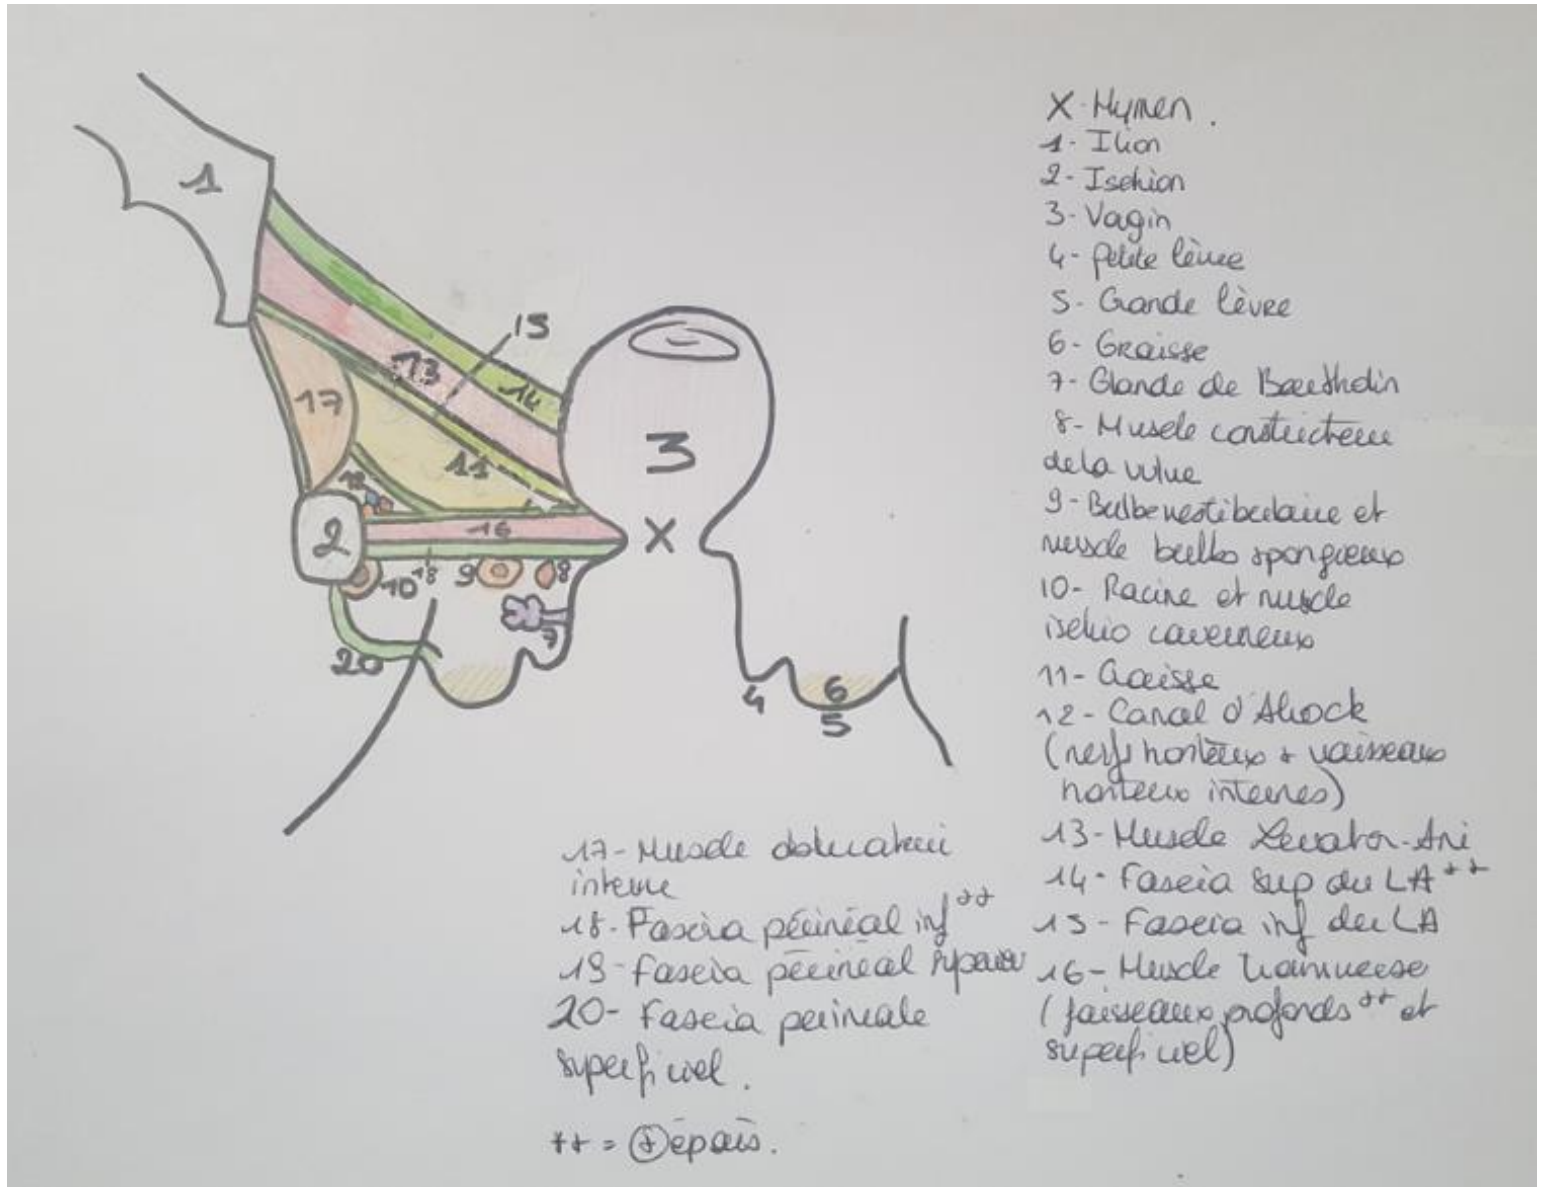 1
15
13
14
17
3
11
12
16
X
2
10
18
9
8
7
20
4
6
5
X - Hymen.
1- Ilion
2- Ischion
3- Vagin
4- petite lèvre
5- Grande lèvre
6- Graisse
7- Glande de Bartholin
8- Muscle constricteur
de la vulve
9- Bulbe vestibulaire et
muscle bulbo spongieux
10- Racine et muscle
ischio caverneux
11- Graisse
12- Canal d'Alcock
(nerfs honteux + vaisseaux
honteux internes)
13- Muscle Levator-Ani
14- Fascia sup du LA ++
15- Fascia inf du LA
16- Muscle transverse
(faisseaux profonds ++ et
superficiel)
17- Muscle obturateur
interne
18- Fascia périnéal inf ++
19- Fascia périnéal supérieur
20- Fascia perineale
superficiel.
++ = + épais.